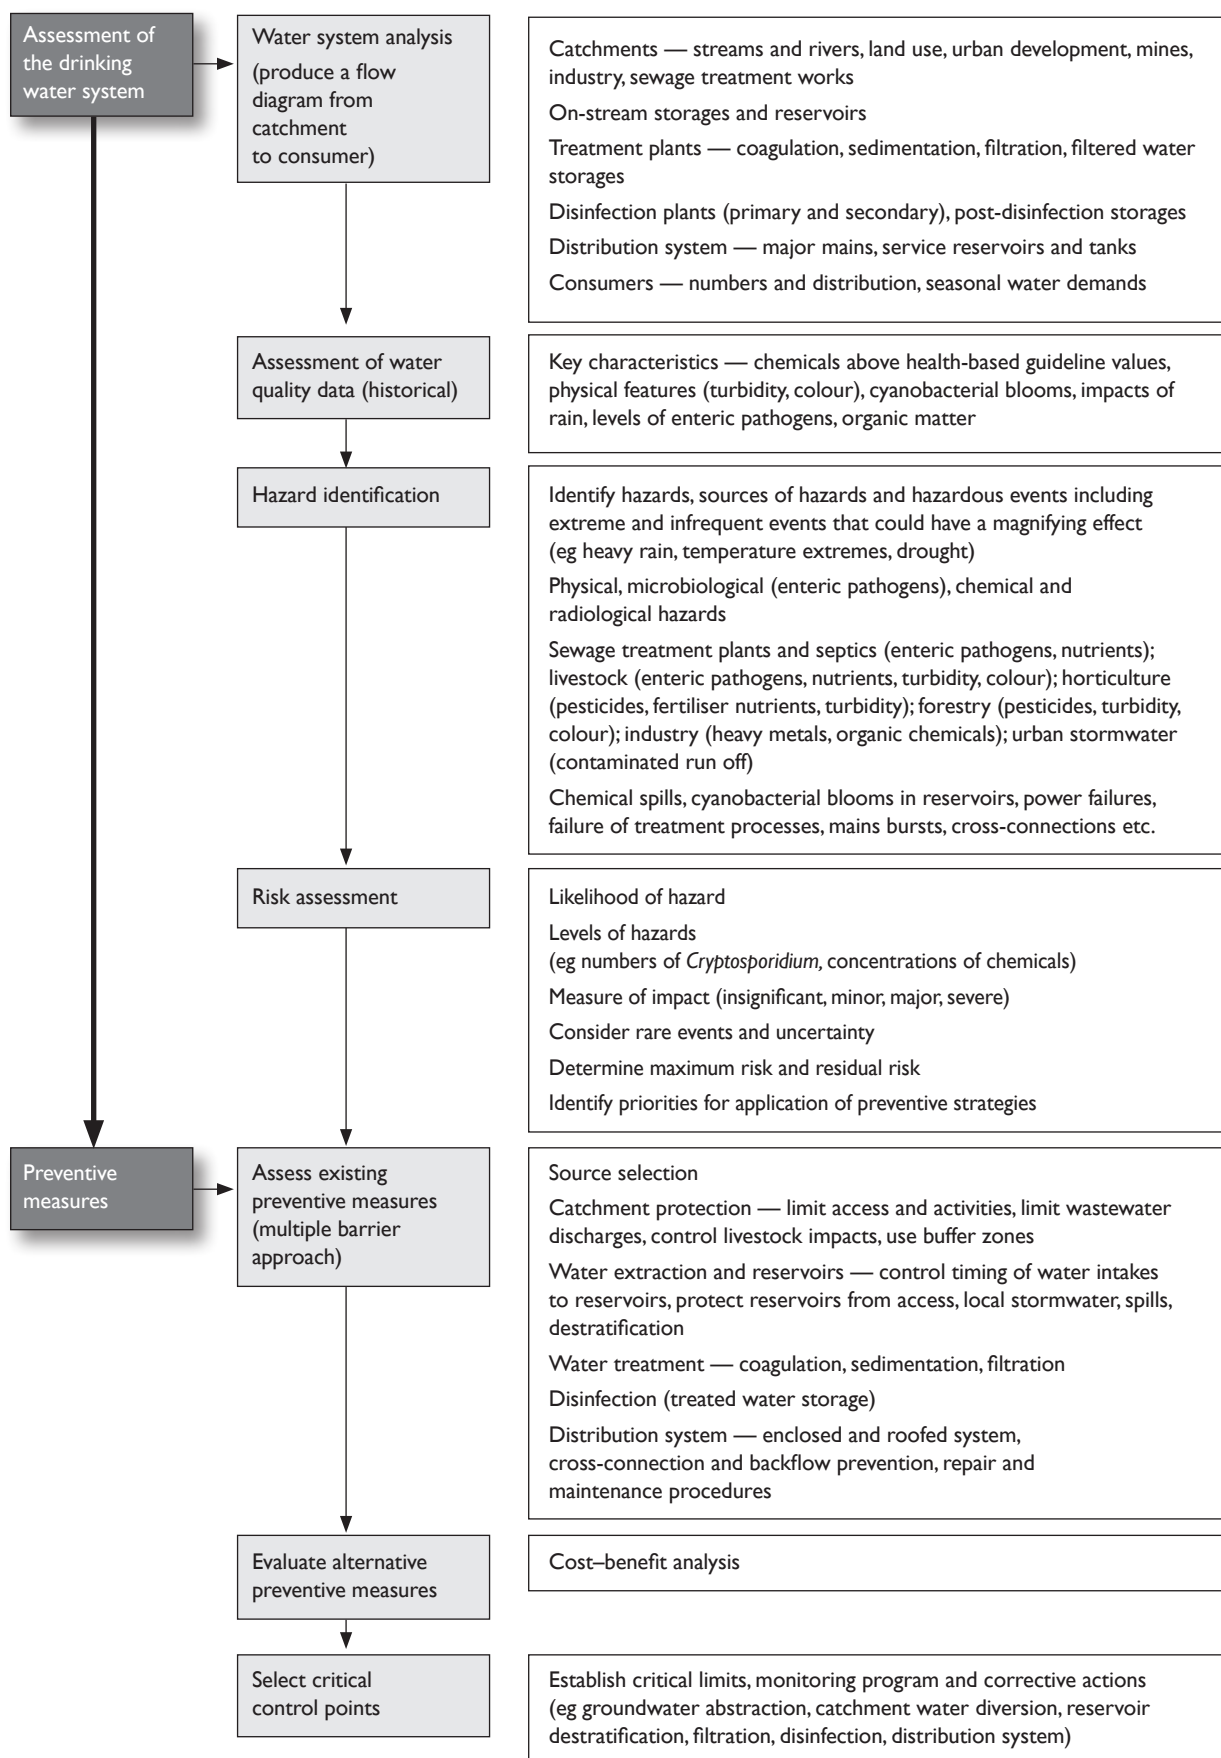 Assessment of
the drinking
water system
Water system analysis
(produce a flow
diagram from
catchment
to consumer)
Catchments — streams and rivers, land use, urban development, mines,
industry, sewage treatment works
On-stream storages and reservoirs
Treatment plants — coagulation, sedimentation, filtration, filtered water
storages
Disinfection plants (primary and secondary), post-disinfection storages
Distribution system — major mains, service reservoirs and tanks
Consumers — numbers and distribution, seasonal water demands
Assessment of water
quality data (historical)
Key characteristics — chemicals above health-based guideline values,
physical features (turbidity, colour), cyanobacterial blooms, impacts of
rain, levels of enteric pathogens, organic matter
Hazard identification
Identify hazards, sources of hazards and hazardous events including
extreme and infrequent events that could have a magnifying effect
(eg heavy rain, temperature extremes, drought)
Physical, microbiological (enteric pathogens), chemical and
radiological hazards
Sewage treatment plants and septics (enteric pathogens, nutrients);
livestock (enteric pathogens, nutrients, turbidity, colour); horticulture
(pesticides, fertiliser nutrients, turbidity); forestry (pesticides, turbidity,
colour); industry (heavy metals, organic chemicals); urban stormwater
(contaminated run off)
Chemical spills, cyanobacterial blooms in reservoirs, power failures,
failure of treatment processes, mains bursts, cross-connections etc.
Risk assessment
Likelihood of hazard
Levels of hazards
(eg numbers of Cryptosporidium, concentrations of chemicals)
Measure of impact (insignificant, minor, major, severe)
Consider rare events and uncertainty
Determine maximum risk and residual risk
Identify priorities for application of preventive strategies
Preventive
measures
Assess existing
preventive measures
(multiple barrier
approach)
Source selection
Catchment protection — limit access and activities, limit wastewater
discharges, control livestock impacts, use buffer zones
Water extraction and reservoirs — control timing of water intakes
to reservoirs, protect reservoirs from access, local stormwater, spills,
destratification
Water treatment — coagulation, sedimentation, filtration
Disinfection (treated water storage)
Distribution system — enclosed and roofed system,
cross-connection and backflow prevention, repair and
maintenance procedures
Evaluate alternative
preventive measures
Cost–benefit analysis
Select critical
control points
Establish critical limits, monitoring program and corrective actions
(eg groundwater abstraction, catchment water diversion, reservoir
destratification, filtration, disinfection, distribution system)